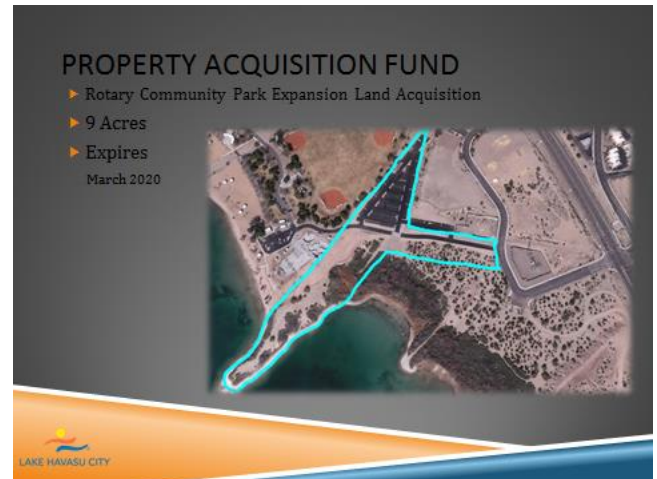 PROPERTY ACQUISITION FUND
Rotary Community Park Expansion Land Acquisition
9 Acres
Expires
March 2020
LAKE HAVASU CITY